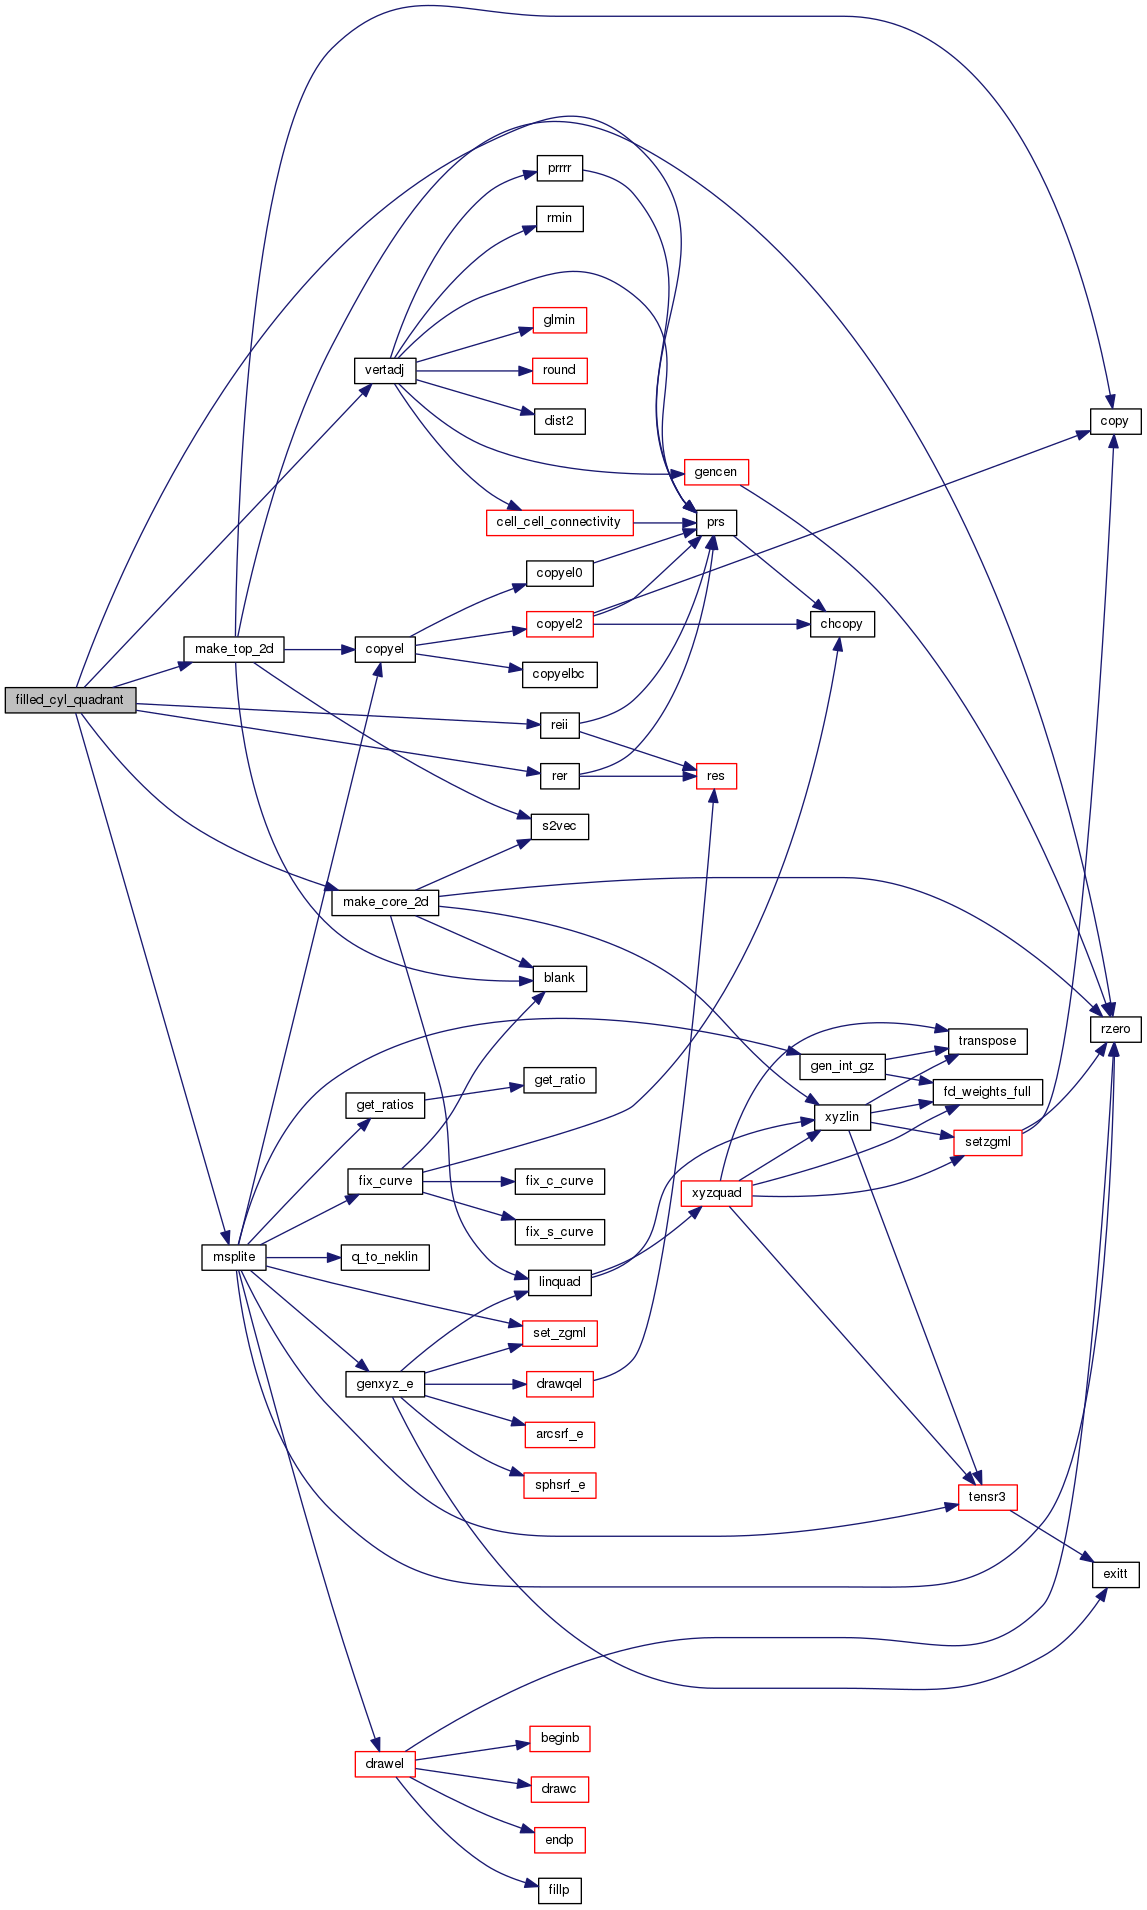 prrrr
rmin
glmin
round
vertadj
dist2
copy
gencen
cell_cell_connectivity
prs
copyel0
copyel2
chcopy
make_top_2d
copyel
copyelbc
filled_cyl_quadrant
reii
rer
res
s2vec
make_core_2d
blank
rzero
transpose
gen_int_gz
get_ratio
fd_weights_full
get_ratios
xyzlin
setzgml
fix_curve
fix_c_curve
xyzquad
fix_s_curve
msplite
q_to_neklin
linquad
set_zgml
genxyz_e
drawqel
arcsrf_e
sphsrf_e
tensr3
exitt
beginb
drawel
drawc
endp
fillp